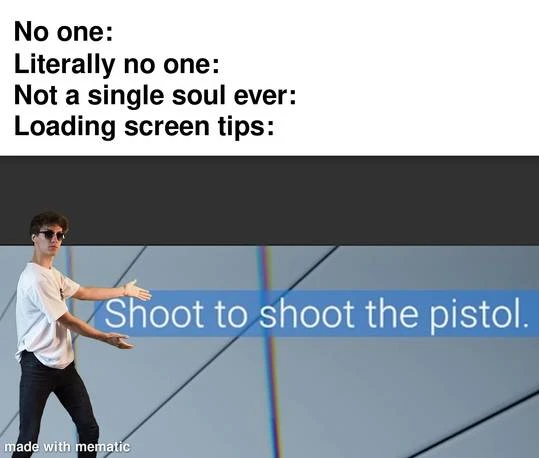 No one:
Literally no one:
Not a single soul ever:
Loading screen tips:
Shoot to shoot the pistol.
made with mematic